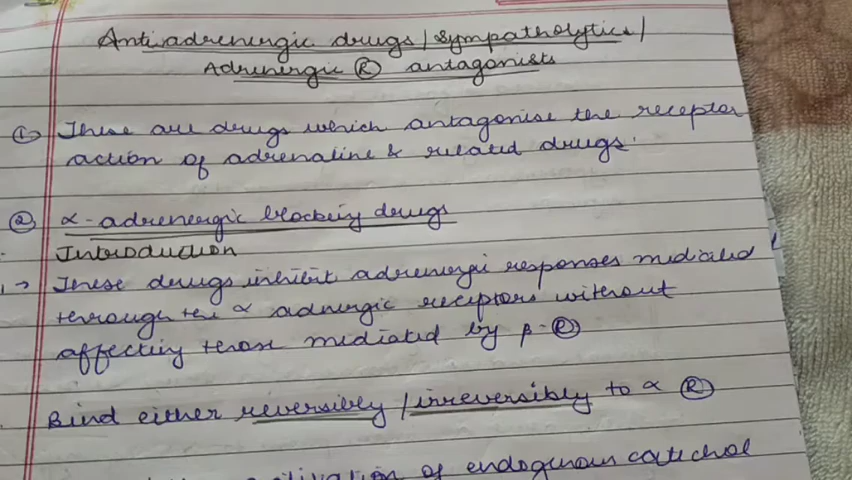 Antiadrenergic drugs/Sympatholytics/
Adrenergic Ⓡ antagonists
① These are drugs which antagonise the receptor
action of adrenaline & related drugs.
② α-adrenergic blocking drugs
Introduction
→ These drugs inhibit adrenergic responses mediated
through the α adrenergic receptors without
affecting those mediated by β-Ⓡ
Bind either reversibly/irreversibly to α Ⓡ
of endogenous catechol